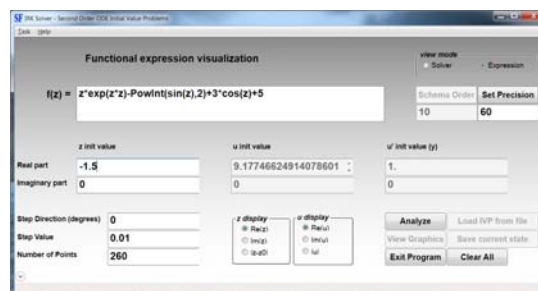 SF IRK Solver - Second Order ODE Initial Value Problems
Task Help
Functional expression visualization
view mode
Solver Expression
f(z) = z*exp(z*z)-PowInt(sin(z),2)+3*cos(z)+5
Schema Order Set Precision
10 60
z init value u init value u' init value (y)
Real part -1.5 9.17746624914078601 1.
Imaginary part 0 0 0
Step Direction (degrees) 0
Step Value 0.01
Number of Points 260
z display u display
Re(z) Re(u)
Im(z) Im(u)
|z-z0| |u|
Analyze Load IVP from file
View Graphics Save current state
Exit Program Clear All